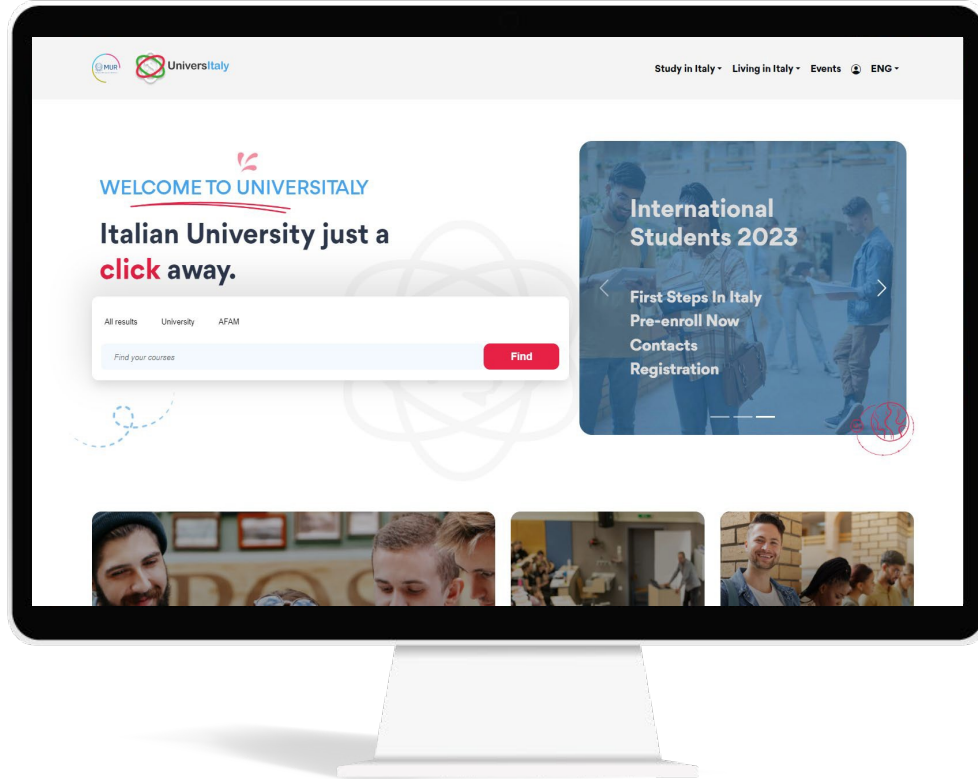 MUR
UniversItaly
Study in Italy
Living in Italy
Events
ENG
WELCOME TO UNIVERSITALY
Italian University just a
click away.
All results
University
AFAM
Find your courses
Find
International
Students 2023
First Steps In Italy
Pre-enroll Now
Contacts
Registration